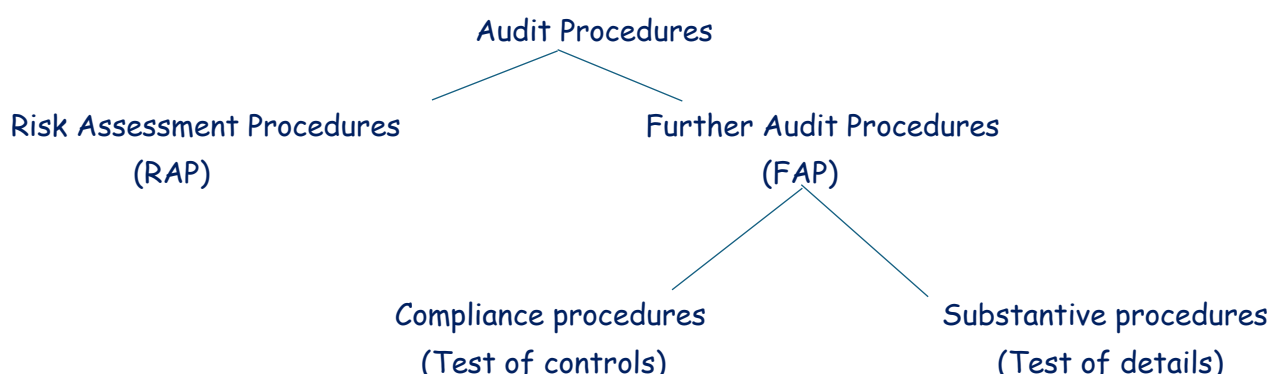 Audit Procedures
Risk Assessment Procedures
(RAP)
Further Audit Procedures
(FAP)
Compliance procedures
(Test of controls)
Substantive procedures
(Test of details)